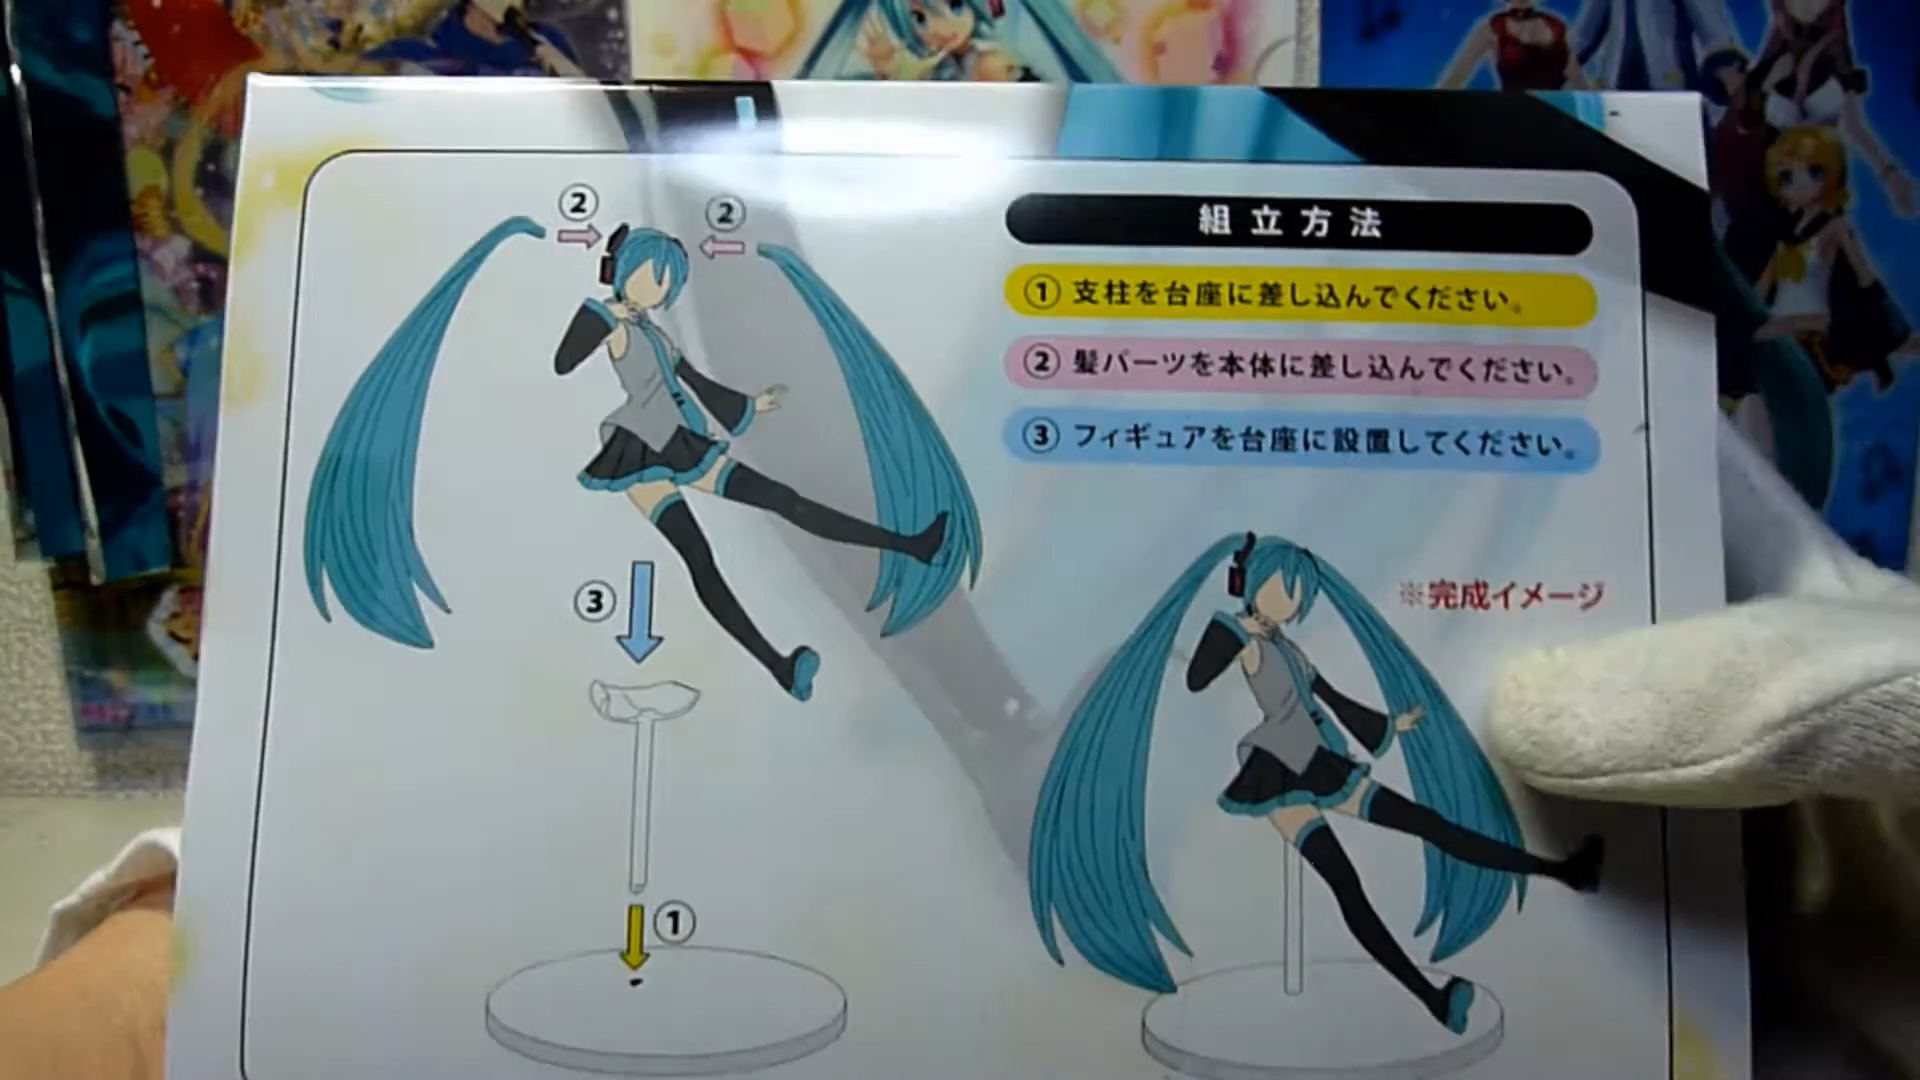 組立方法
① 支柱を台座に差し込んでください。
② 髪パーツを本体に差し込んでください。
③ フィギュアを台座に設置してください。
②
②
③
①
※完成イメージ